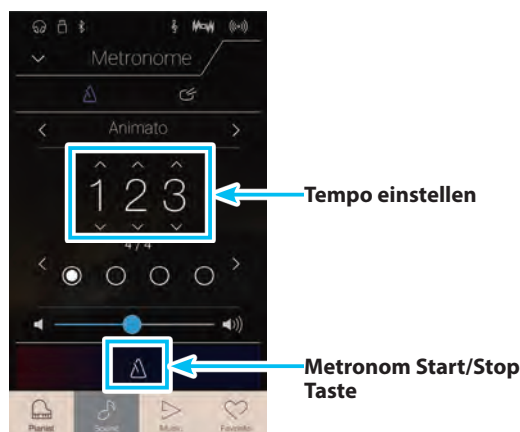 Metronome
Animato
1 2 3
Tempo einstellen
4 / 4
Metronom Start/Stop
Taste
Pianist
Sound
Music
Favorite